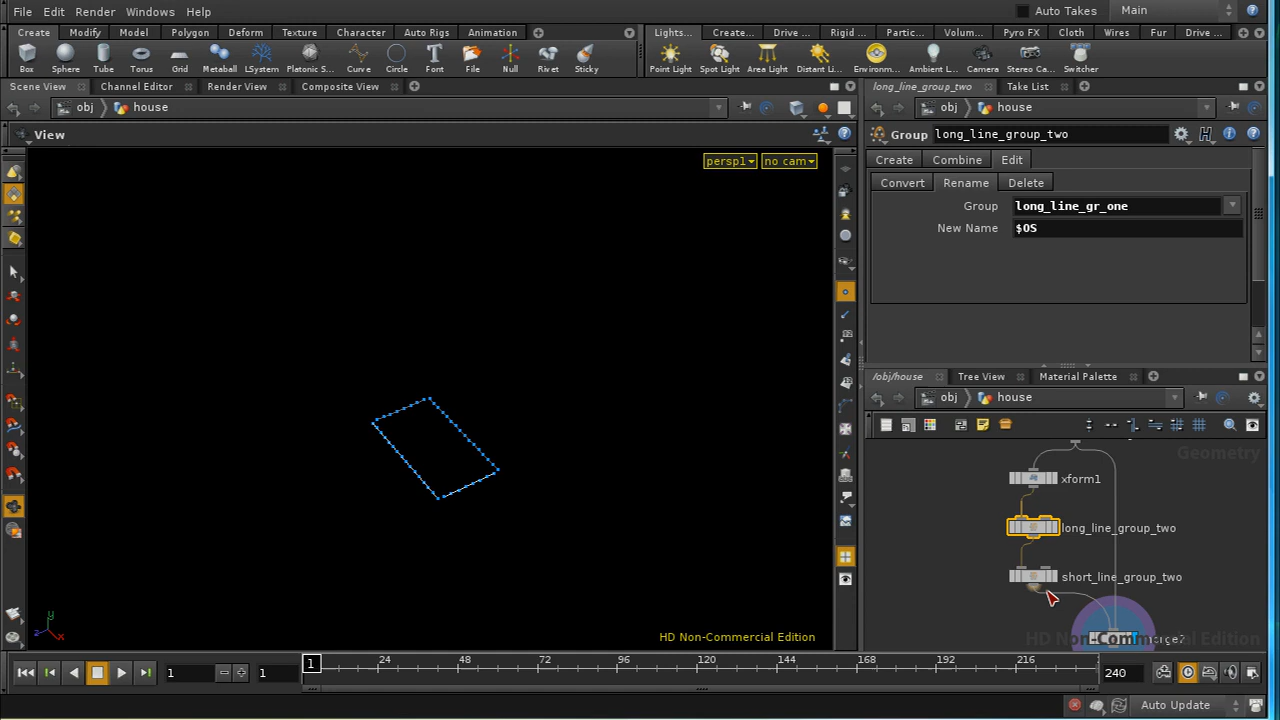 File Edit Render Windows Help Auto Takes Main
Create Modify Model Polygon Deform Texture Character Auto Rigs Animation Lights... Create... Drive ... Rigid ... Partic... Volum... Pyro FX Cloth Wires Fur Drive ...
Box Sphere Tube Torus Grid Metaball LSystem Platonic S... Curve Circle Font File Null Rivet Sticky Point Light Spot Light Area Light Distant Li... Environm... Ambient L... Camera Stereo Ca... Switcher
Scene View Channel Editor Render View Composite View long_line_group_two Take List
obj house obj house
View Group long_line_group_two
persp1 no cam Create Combine Edit
Convert Rename Delete
Group long_line_gr_one
New Name $OS
/obj/house Tree View Material Palette
obj house
Geometry
xform1
long_line_group_two
short_line_group_two
y
z x
HD Non-Commercial Edition
HD Non-Commercial Edition
1 1 1 24 48 72 96 120 144 168 192 216 240
Auto Update